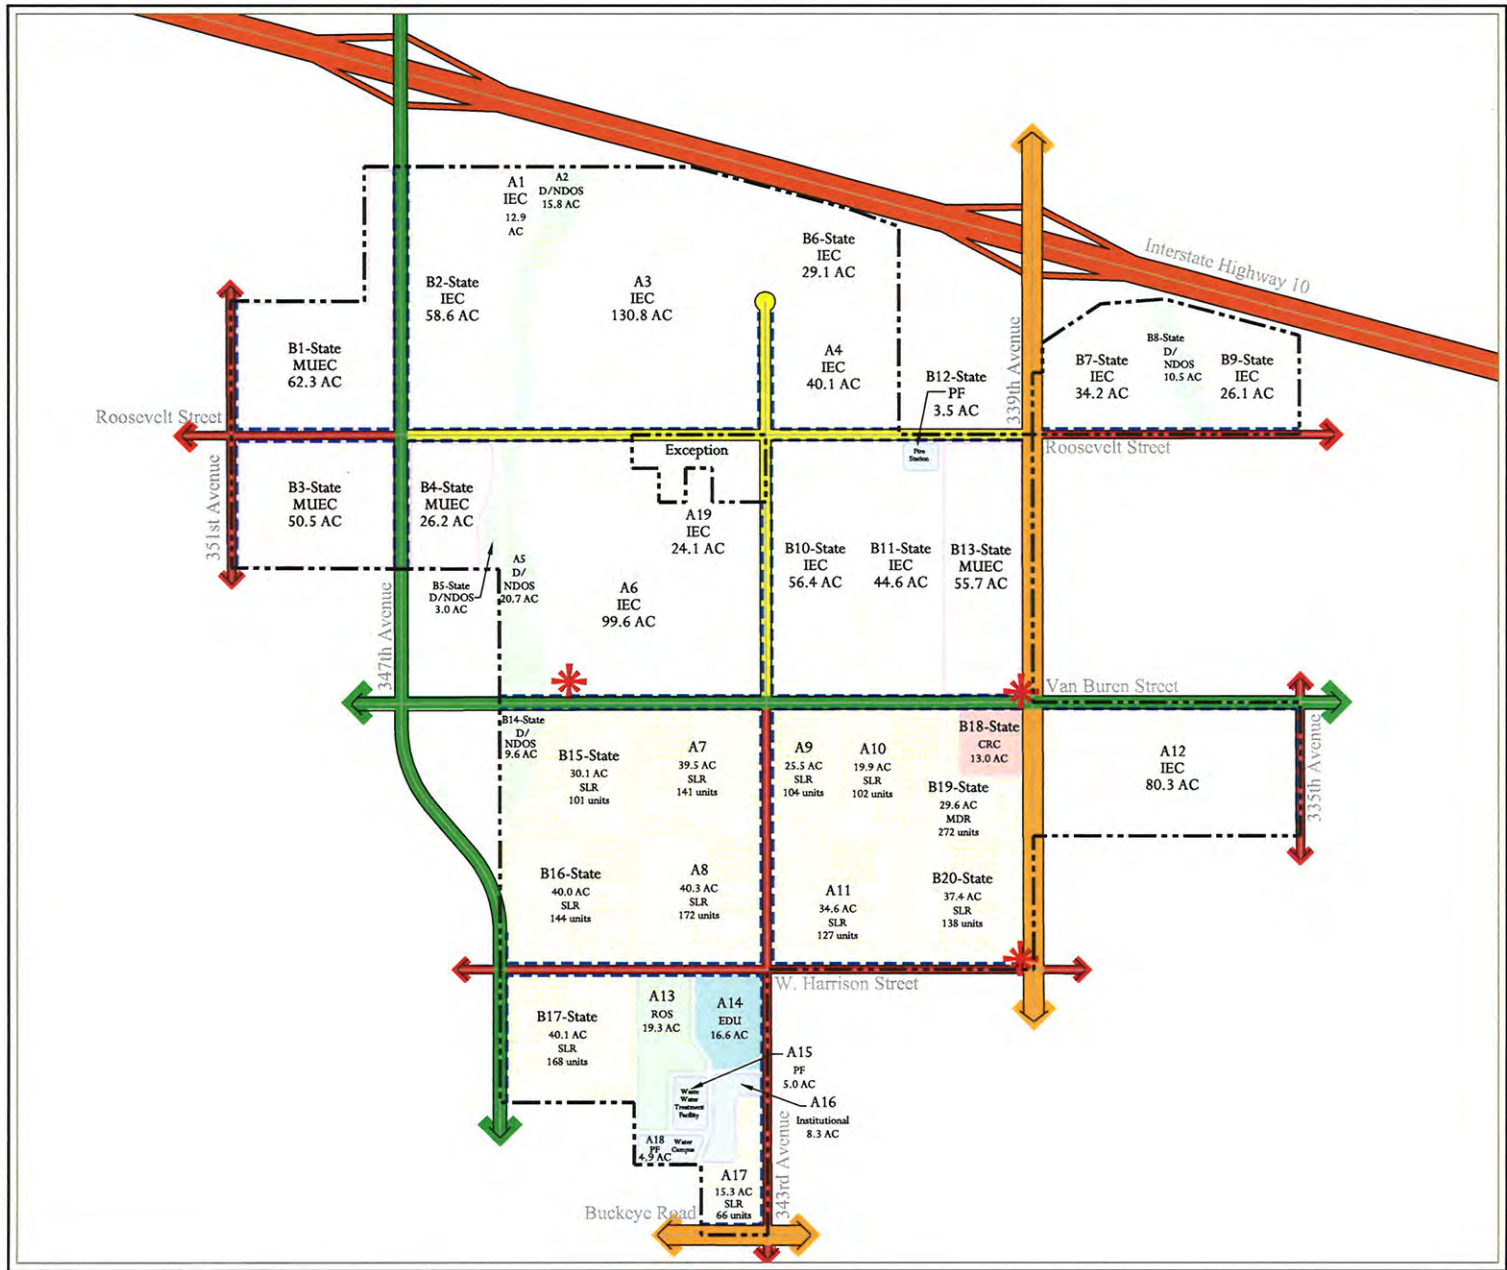 A1
IEC
12.9
AC
A2
D/NDOS
15.8 AC
B6-State
IEC
29.1 AC
Interstate Highway 10
B2-State
IEC
58.6 AC
A3
IEC
130.8 AC
B1-State
MUEC
62.3 AC
A4
IEC
40.1 AC
B12-State
PF
3.5 AC
339th Avenue
B7-State
IEC
34.2 AC
B8-State
D/
NDOS
10.5 AC
B9-State
IEC
26.1 AC
Roosevelt Street
Roosevelt Street
Exception
Fire
Station
351st Avenue
B3-State
MUEC
50.5 AC
B4-State
MUEC
26.2 AC
A19
IEC
24.1 AC
B10-State
IEC
56.4 AC
B11-State
IEC
44.6 AC
B13-State
MUEC
55.7 AC
B5-State
D/NDOS
3.0 AC
A5
D/
NDOS
20.7 AC
A6
IEC
99.6 AC
347th Avenue
Van Buren Street
B14-State
D/
NDOS
9.6 AC
B15-State
30.1 AC
SLR
101 units
A7
39.5 AC
SLR
141 units
A9
25.5 AC
SLR
104 units
A10
19.9 AC
SLR
102 units
B18-State
CRC
13.0 AC
B19-State
29.6 AC
MDR
272 units
A12
IEC
80.3 AC
335th Avenue
B16-State
40.0 AC
SLR
144 units
A8
40.3 AC
SLR
172 units
A11
34.6 AC
SLR
127 units
B20-State
37.4 AC
SLR
138 units
W. Harrison Street
B17-State
40.1 AC
SLR
168 units
A13
ROS
19.3 AC
A14
EDU
16.6 AC
A15
PF
5.0 AC
Waste
Water
Treatment
Facility
A16
Institutional
8.3 AC
A18
PF
4.9 AC
Water
Campus
A17
15.3 AC
SLR
66 units
343rd Avenue
Buckeye Road